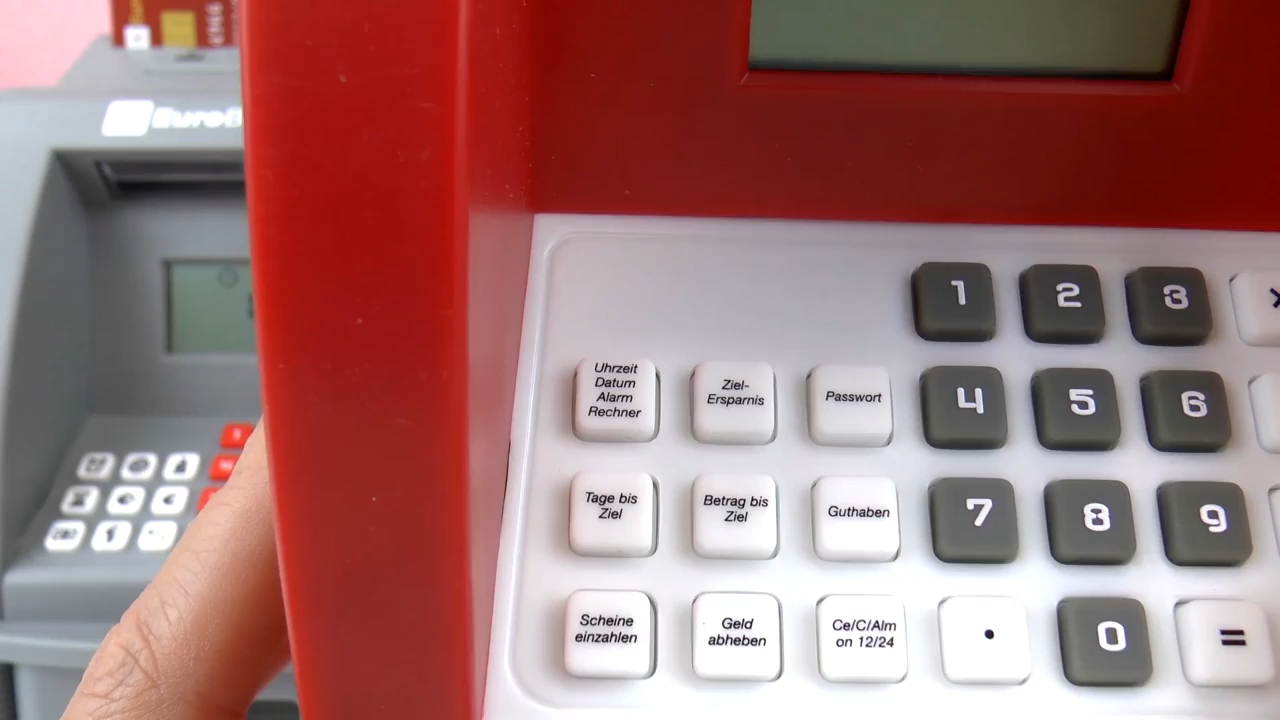 1 2 3
Uhrzeit
Datum
Alarm
Rechner
Ziel-
Ersparnis
Passwort
4 5 6
Tage bis
Ziel
Betrag bis
Ziel
Guthaben
7 8 9
Scheine
einzahlen
Geld
abheben
Ce/C/Alm
on 12/24
. 0 =